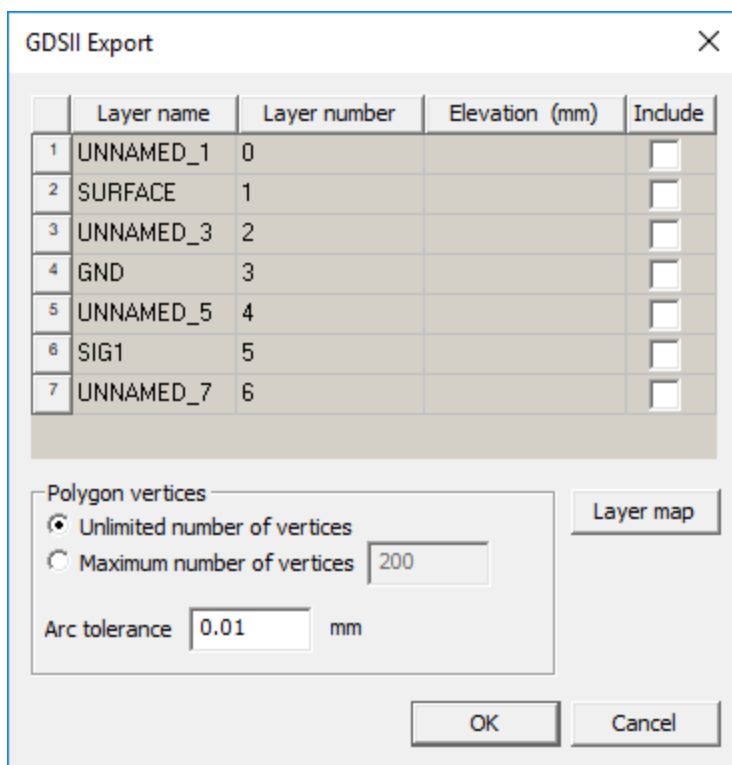 GDSII Export
Layer name Layer number Elevation (mm) Include
1 UNNAMED_1 0
2 SURFACE 1
3 UNNAMED_3 2
4 GND 3
5 UNNAMED_5 4
6 SIG1 5
7 UNNAMED_7 6
Polygon vertices
Unlimited number of vertices
Layer map
Maximum number of vertices 200
Arc tolerance 0.01 mm
OK Cancel